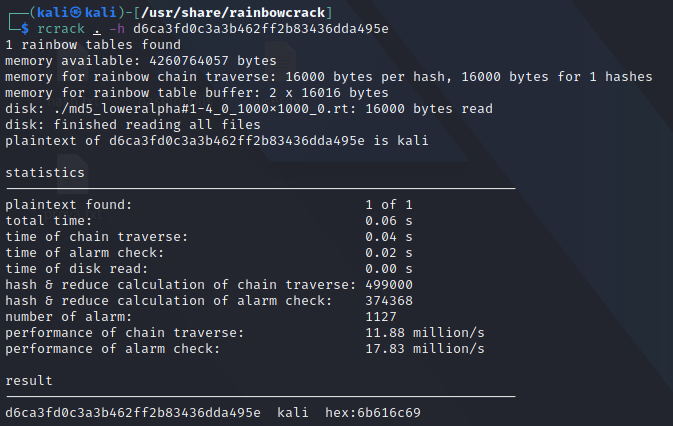 ┌──(kali㉿kali)-[/usr/share/rainbowcrack]
└─$ rcrack . -h d6ca3fd0c3a3b462ff2b83436dda495e
1 rainbow tables found
memory available: 4260764057 bytes
memory for rainbow chain traverse: 16000 bytes per hash, 16000 bytes for 1 hashes
memory for rainbow table buffer: 2 x 16016 bytes
disk: ./md5_loweralpha#1-4_0_1000×1000_0.rt: 16000 bytes read
disk: finished reading all files
plaintext of d6ca3fd0c3a3b462ff2b83436dda495e is kali
statistics
plaintext found: 1 of 1
total time: 0.06 s
time of chain traverse: 0.04 s
time of alarm check: 0.02 s
time of disk read: 0.00 s
hash & reduce calculation of chain traverse: 499000
hash & reduce calculation of alarm check: 374368
number of alarm: 1127
performance of chain traverse: 11.88 million/s
performance of alarm check: 17.83 million/s
result
d6ca3fd0c3a3b462ff2b83436dda495e  kali  hex:6b616c69